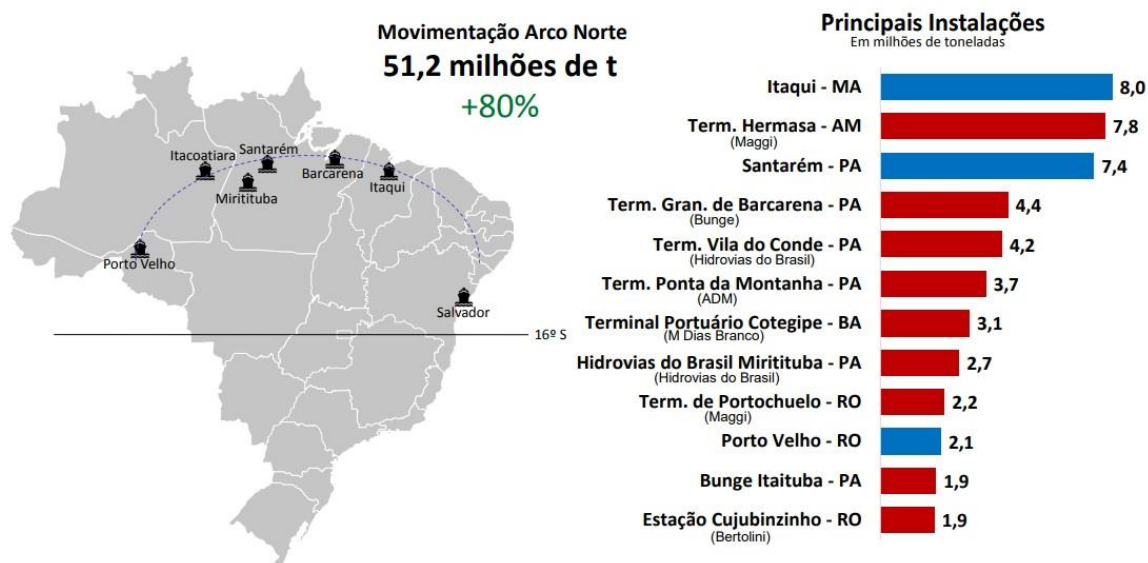 Movimentação Arco Norte
51,2 milhões de t
+80%
Itacoatiara
Santarém
Barcarena
Itaqui
Miritituba
Porto Velho
Salvador
16º S
Principais Instalações
Em milhões de toneladas
Itaqui - MA 8,0
Term. Hermasa - AM 7,8
(Maggi)
Santarém - PA 7,4
Term. Gran. de Barcarena - PA 4,4
(Bunge)
Term. Vila do Conde - PA 4,2
(Hidrovias do Brasil)
Term. Ponta da Montanha - PA 3,7
(ADM)
Terminal Portuário Cotegipe - BA 3,1
(M Dias Branco)
Hidrovias do Brasil Miritituba - PA 2,7
(Hidrovias do Brasil)
Term. de Portochuelo - RO 2,2
(Maggi)
Porto Velho - RO 2,1
Bunge Itaituba - PA 1,9
Estação Cujubinzinho - RO 1,9
(Bertolini)